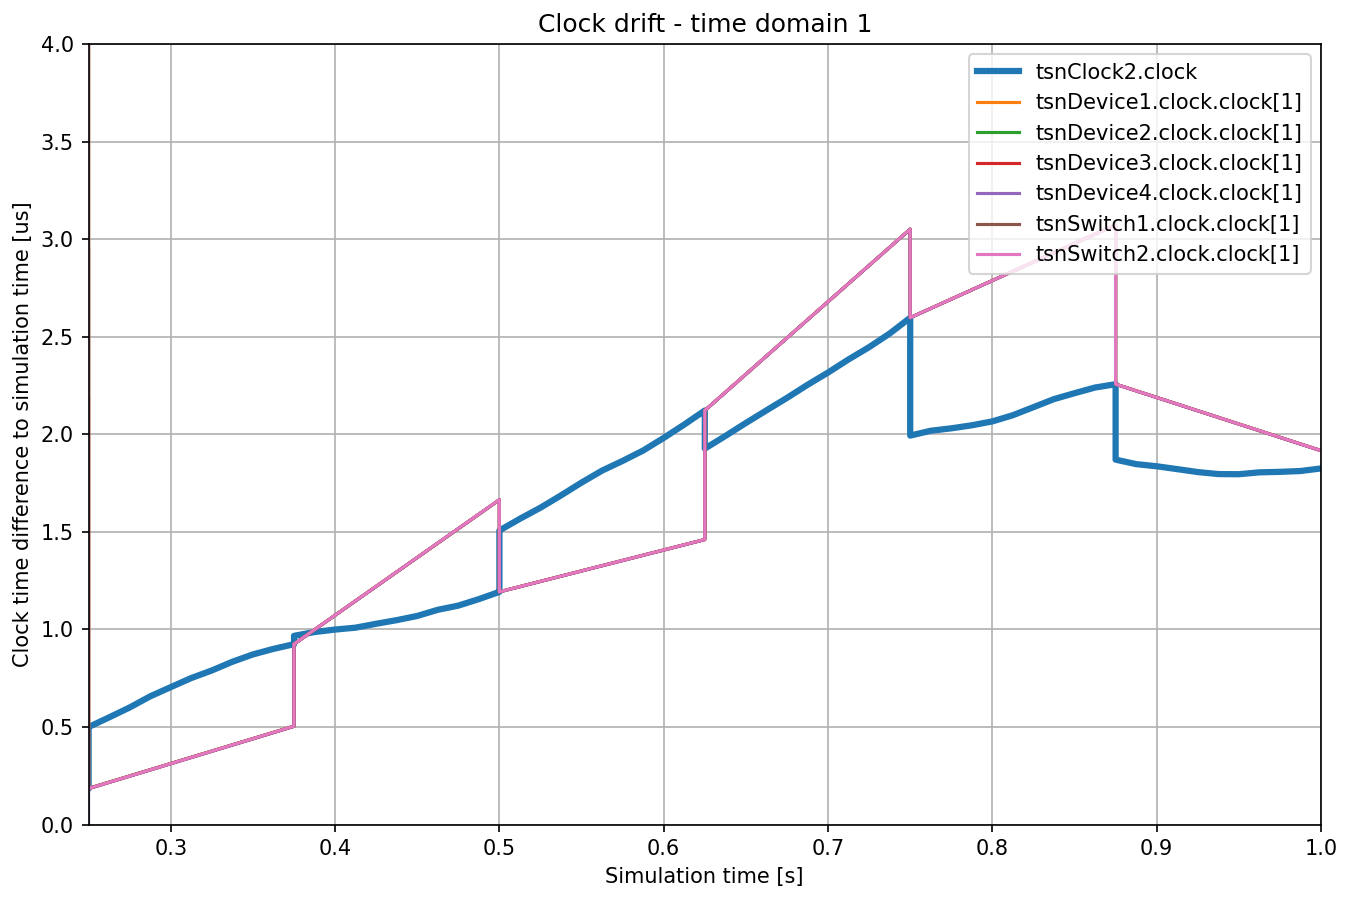 Clock drift - time domain 1
Clock time difference to simulation time [us]
4.0
3.5
3.0
2.5
2.0
1.5
1.0
0.5
0.0
tsnClock2.clock
tsnDevice1.clock.clock[1]
tsnDevice2.clock.clock[1]
tsnDevice3.clock.clock[1]
tsnDevice4.clock.clock[1]
tsnSwitch1.clock.clock[1]
tsnSwitch2.clock.clock[1]
0.3 0.4 0.5 0.6 0.7 0.8 0.9 1.0
Simulation time [s]